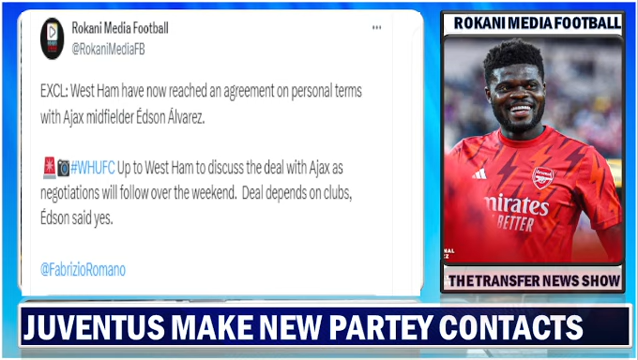 Rokani Media Football
@RokaniMediaFB
EXCL: West Ham have now reached an agreement on personal terms
with Ajax midfielder Édson Álvarez.
#WHUFC Up to West Ham to discuss the deal with Ajax as
negotiations will follow over the weekend. Deal depends on clubs,
Édson said yes.
@FabrizioRomano
ROKANI MEDIA FOOTBALL
Arsenal
Emirates
BETTER
THE TRANSFER NEWS SHOW
JUVENTUS MAKE NEW PARTEY CONTACTS